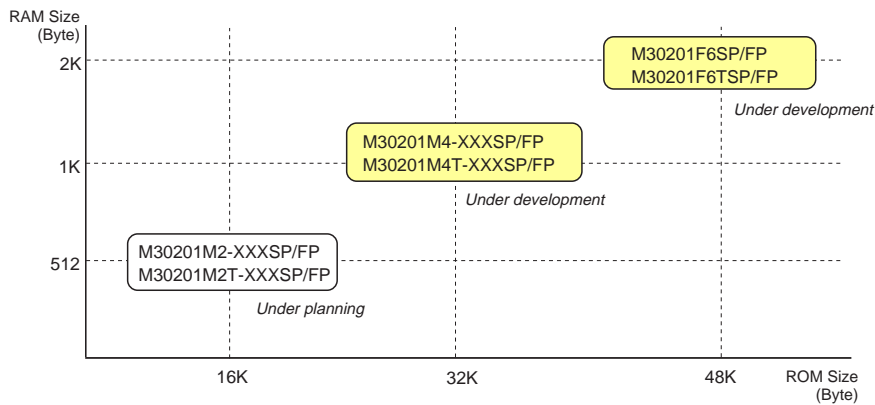 RAM Size
(Byte)
2K
M30201F6SP/FP
M30201F6TSP/FP
Under development
1K
M30201M4-XXXSP/FP
M30201M4T-XXXSP/FP
Under development
512
M30201M2-XXXSP/FP
M30201M2T-XXXSP/FP
Under planning
16K
32K
48K
ROM Size
(Byte)